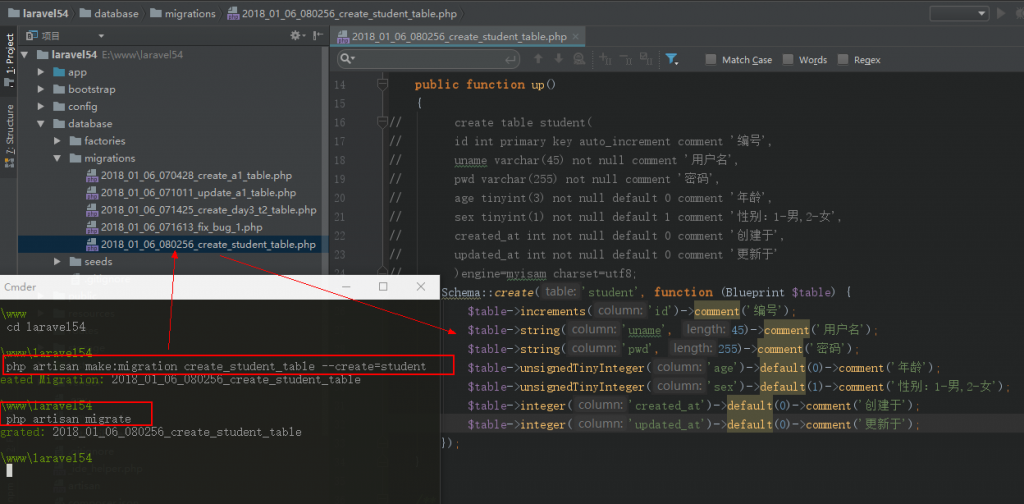 laravel54 database migrations 2018_01_06_080256_create_student_table.php
1: Project
7: Structure
项目
laravel54 E:\www\laravel54
app
bootstrap
config
database
factories
migrations
2018_01_06_070428_create_a1_table.php
2018_01_06_071011_update_a1_table.php
2018_01_06_071425_create_day3_t2_table.php
2018_01_06_071613_fix_bug_1.php
2018_01_06_080256_create_student_table.php
seeds
2018_01_06_080256_create_student_table.php
Match Case Words Regex
14 public function up()
15 {
16 // create table student(
17 // id int primary key auto_increment comment '编号',
18 // uname varchar(45) not null comment '用户名',
19 // pwd varchar(255) not null comment '密码',
20 // age tinyint(3) not null default 0 comment '年龄',
21 // sex tinyint(1) not null default 1 comment '性别：1-男,2-女',
22 // created_at int not null default 0 comment '创建于',
23 // updated_at int not null default 0 comment '更新于'
24 // )engine=myisam charset=utf8;
Schema::create( table: 'student', function (Blueprint $table) {
$table->increments( column: 'id')->comment('编号');
$table->string( column: 'uname', length: 45)->comment('用户名');
$table->string( column: 'pwd', length: 255)->comment('密码');
$table->unsignedTinyInteger( column: 'age')->default(0)->comment('年龄');
$table->unsignedTinyInteger( column: 'sex')->default(1)->comment('性别：1-男,2-女');
$table->integer( column: 'created_at')->default(0)->comment('创建于');
$table->integer( column: 'updated_at')->default(0)->comment('更新于');
});
Cmder
\www
cd laravel54
\www\laravel54
php artisan make:migration create_student_table --create=student
eated Migration: 2018_01_06_080256_create_student_table
\www\laravel54
php artisan migrate
grated: 2018_01_06_080256_create_student_table
\www\laravel54